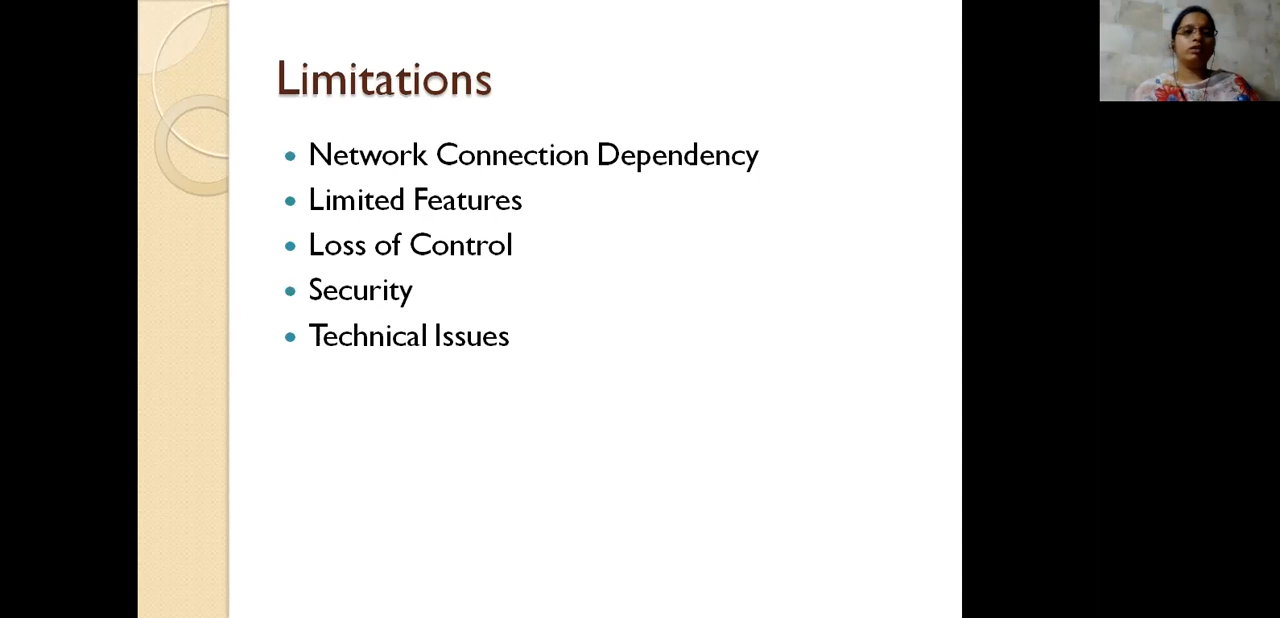 Limitations
Network Connection Dependency
Limited Features
Loss of Control
Security
Technical Issues